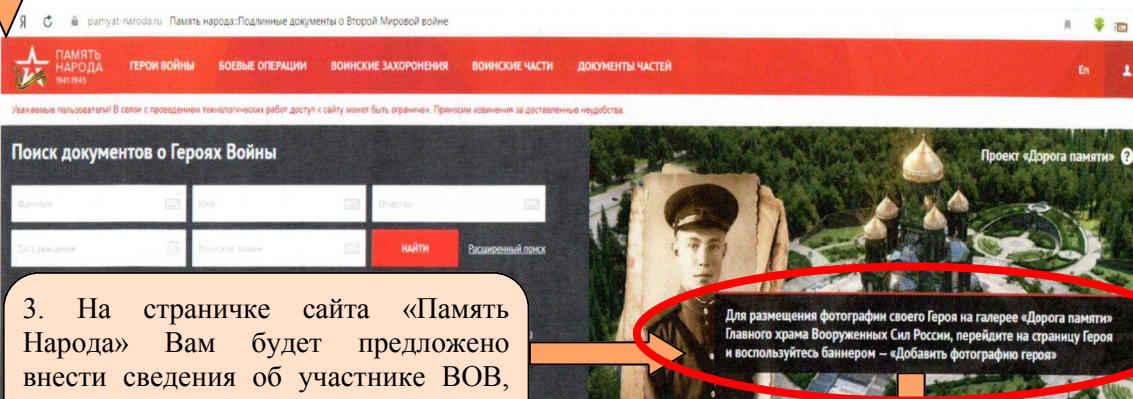 Я pamyat-naroda.ru Память народа::Подлинные документы о Второй Мировой войне
ПАМЯТЬ
НАРОДА
1941-1945
ГЕРОИ ВОЙНЫ БОЕВЫЕ ОПЕРАЦИИ ВОИНСКИЕ ЗАХОРОНЕНИЯ ВОИНСКИЕ ЧАСТИ ДОКУМЕНТЫ ЧАСТЕЙ En
Уважаемые пользователи! В связи с проведением технологических работ доступ к сайту может быть ограничен. Приносим извинения за доставленные неудобства.
Поиск документов о Героях Войны
Проект «Дорога памяти» ?
Фамилия Имя Отчество
Дата рождения Воинское звание НАЙТИ Расширенный поиск
3. На страничке сайта «Память
Народа» Вам будет предложено
внести сведения об участнике ВОВ,
Для размещения фотографии своего Героя на галерее «Дорога памяти»
Главного храма Вооруженных Сил России, перейдите на страницу Героя
и воспользуйтесь баннером – «Добавить фотографию героя»